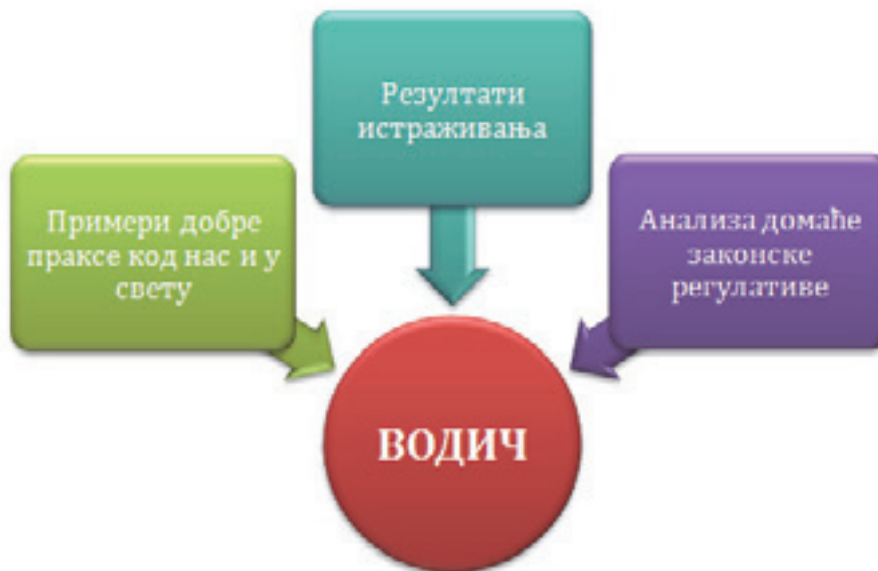 Резултати
истраживања
Примери добре
праксе код нас и у
свету
Анализа домаће
законске
регулативе
ВОДИЧ